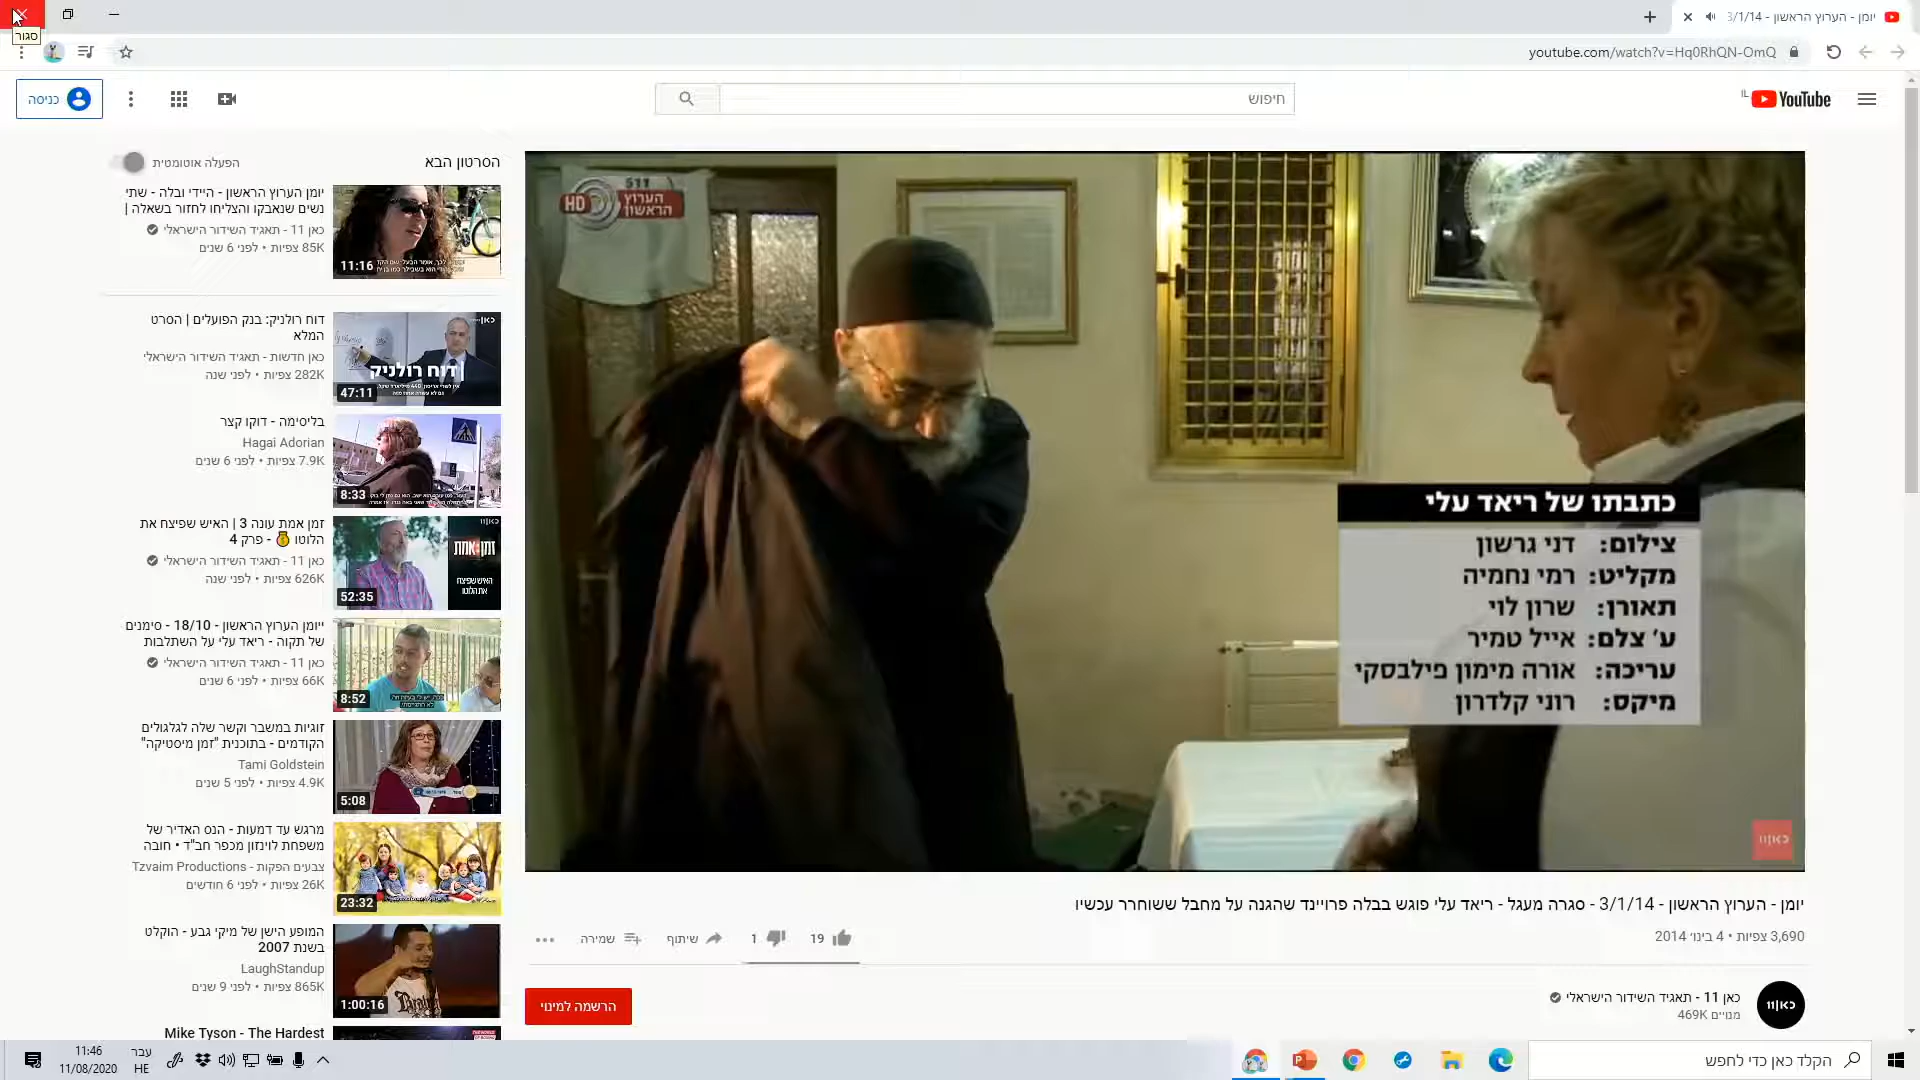 יומן - הערוץ הראשון - 3/1/14
סגור
youtube.com/watch?v=Hq0RhQN-OmQ
YouTube IL
חיפוש
כניסה
הסרטון הבא
הפעלה אוטומטית
יומן הערוץ הראשון - היידי ובלה - שתי
נשים שנאבקו והצליחו לחזור בשאלה |
כאן 11 - תאגיד השידור הישראלי
85K צפיות • לפני 6 שנים
11:16
דוח רולניק: בנק הפועלים | הסרט
המלא
כאן חדשות - תאגיד השידור הישראלי
282K צפיות • לפני שנה
דוח רולניק
47:11
בליסימה - דוקו קצר
Hagai Adorian
7.9K צפיות • לפני 6 שנים
8:33
זמן אמת עונה 3 | האיש שפיצח את
הלוטו 💰 - פרק 4
כאן 11 - תאגיד השידור הישראלי
626K צפיות • לפני שנה
זמן אמת
האיש שפיצח
את הלוטו
52:35
יומן הערוץ הראשון - 18/10 - סימנים
של תקוה - ריאד עלי על השתלבות
כאן 11 - תאגיד השידור הישראלי
66K צפיות • לפני 6 שנים
8:52
זוגיות במשבר וקשר שלה לגלגולים
הקודמים - בתוכנית "זמן מיסטיקה"
Tami Goldstein
4.9K צפיות • לפני 5 שנים
5:08
מרגש עד דמעות - הנס האדיר של
משפחת לוינזון מכפר חב"ד • חובה
צבעים הפקות - Tzvaim Productions
26K צפיות • לפני 6 חודשים
23:32
המופע הישן של מיקי גבע - הוקלט
בשנת 2007
LaughStandup
865K צפיות • לפני 9 שנים
1:00:16
Mike Tyson - The Hardest
HD הערוץ
הראשון
כתבתו של ריאד עלי
צילום: דני גרשון
מקליט: רמי נחמיה
תאורן: שרון לוי
ע' צלם: אייל טמיר
עריכה: אורה מימון פילבסקי
מיקס: רוני קלדרון
כאן 11
יומן - הערוץ הראשון - 3/1/14 - סגרה מעגל - ריאד עלי פוגש בבלה פרויינד שהגנה על מחבל ששוחרר עכשיו
3,690 צפיות • 4 בינו׳ 2014
19
1
שיתוף
שמירה
כאן 11
כאן 11 - תאגיד השידור הישראלי
469K מנויים
הרשמה למינוי
הקלד כאן כדי לחפש
עבר
HE
11:46
11/08/2020